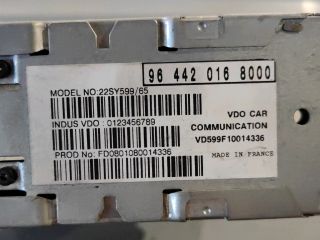 96 442 016 8000
MODEL NO:22SY599/65
INDUS VDO : 0123456789
VDO CAR
COMMUNICATION
VD599F10014336
PROD No: FD0801080014336
MADE IN FRANCE